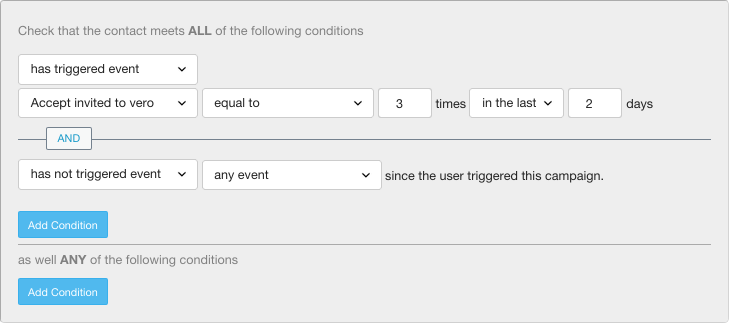 Check that the contact meets ALL of the following conditions
has triggered event
Accept invited to vero equal to 3 times in the last 2 days
AND
has not triggered event any event since the user triggered this campaign.
Add Condition
as well ANY of the following conditions
Add Condition